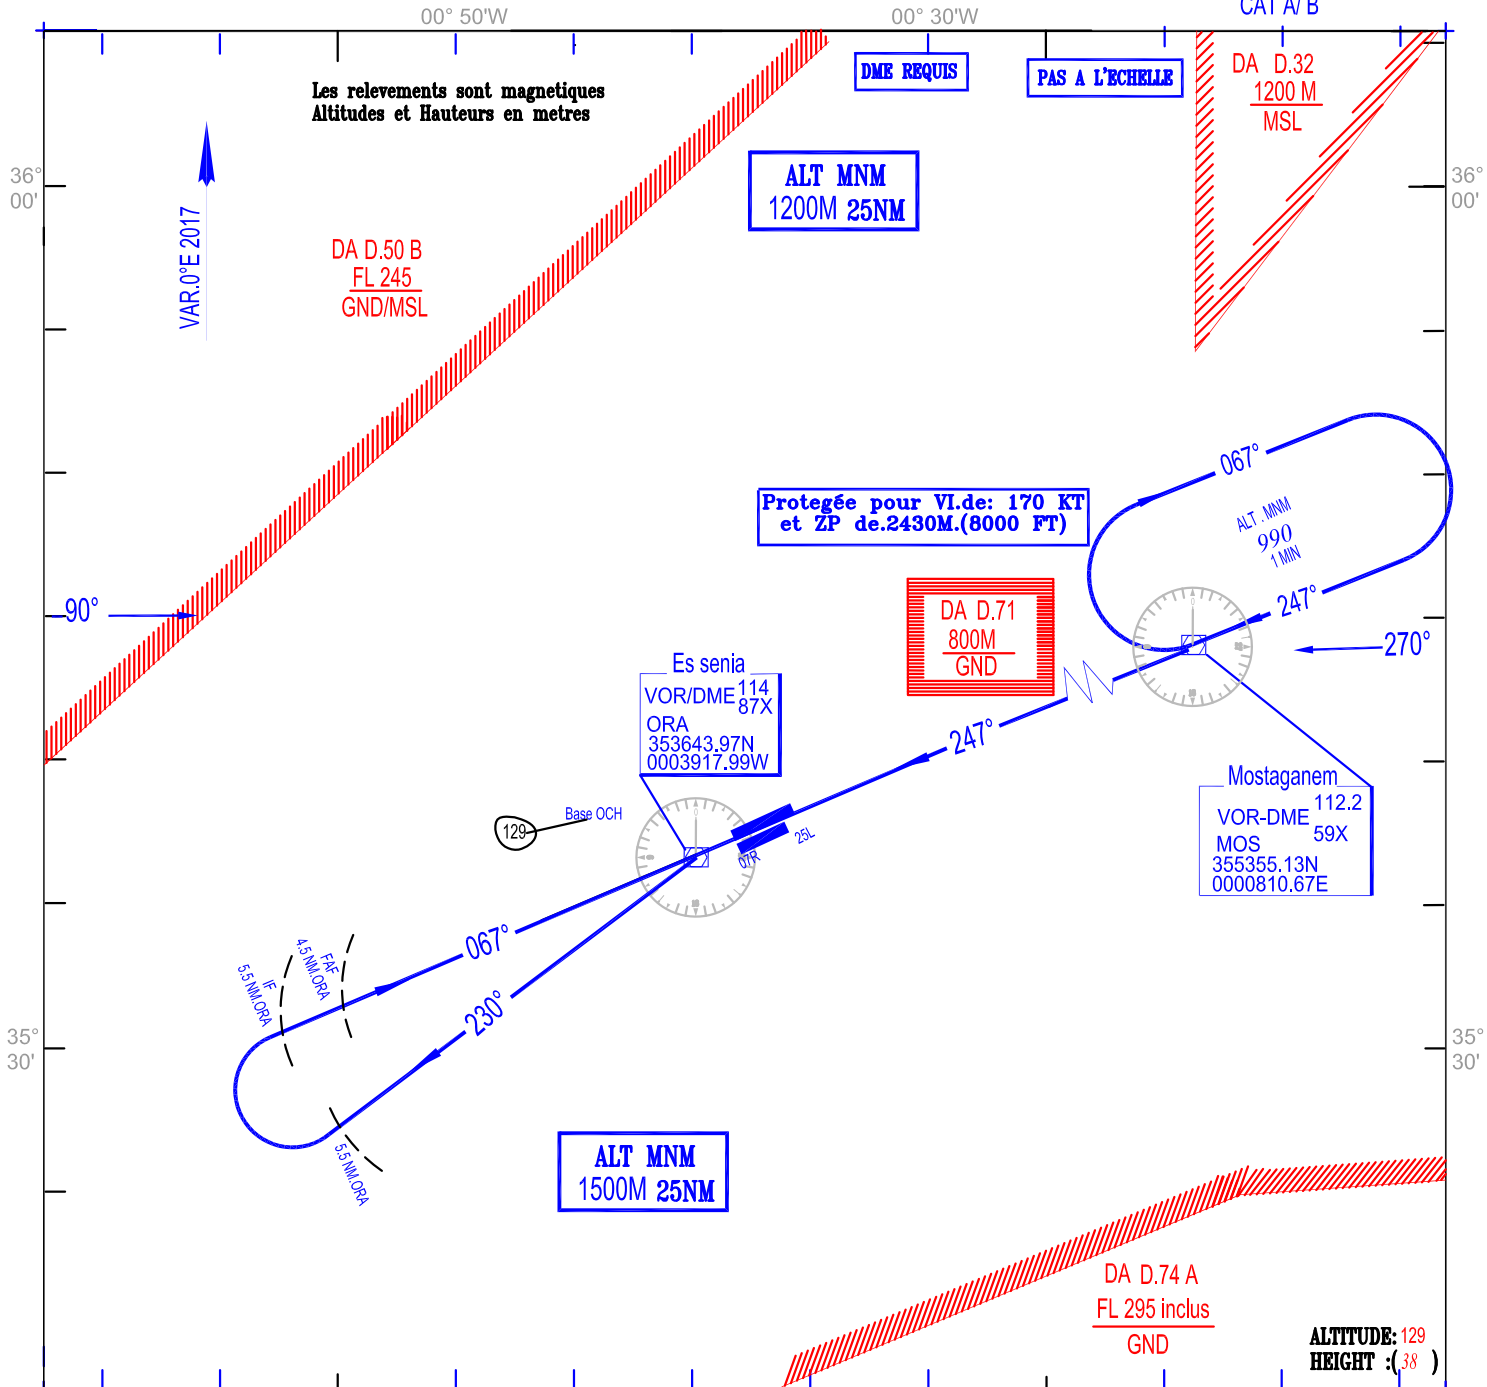 00° 50'W
00° 30'W
CAT A/ B
Les relevements sont magnetiques
Altitudes et Hauteurs en metres
DME REQUIS
PAS A L'ECHELLE
DA D.32
1200 M
MSL
36°
00'
36°
00'
ALT MNM
1200M 25NM
VAR.0°E 2017
DA D.50 B
FL 245
GND/MSL
067°
Protegée pour VI.de: 170 KT
et ZP de.2430M.(8000 FT)
ALT . MNM
990
1 MIN
247°
90°
DA D.71
800M
GND
270°
Es senia
VOR/DME 114
87X
ORA
353643.97N
0003917.99W
247°
Mostaganem
VOR-DME 112.2
59X
MOS
355355.13N
0000810.67E
129
Base OCH
07R
25L
067°
FAF
4.5 NM.ORA
IF
5.5 NM.ORA
230°
35°
30'
35°
30'
5.5 NM.ORA
ALT MNM
1500M 25NM
DA D.74 A
FL 295 inclus
GND
ALTITUDE: 129
HEIGHT :( 38 )